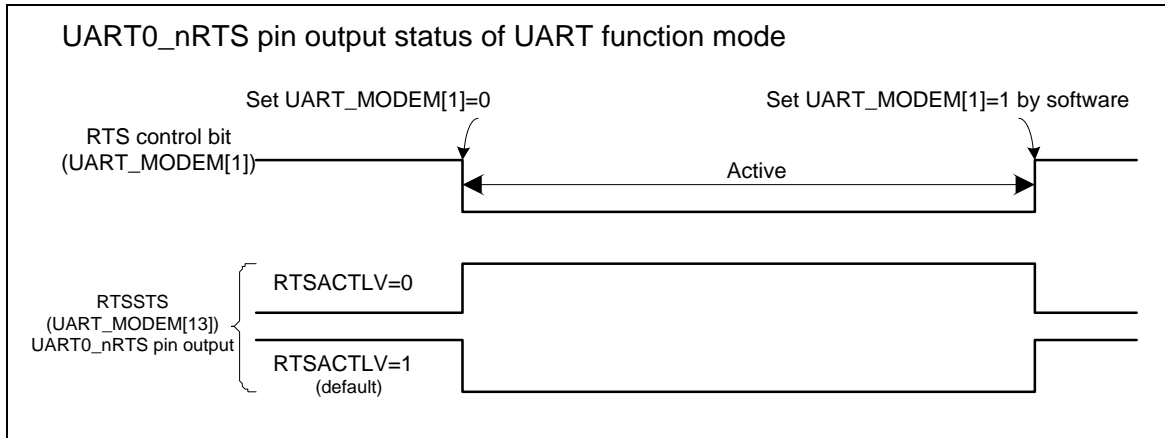 UART0_nRTS pin output status of UART function mode
Set UART_MODEM[1]=0
Set UART_MODEM[1]=1 by software
RTS control bit
(UART_MODEM[1])
Active
RTSACTLV=0
RTSSTS
(UART_MODEM[13])
UART0_nRTS pin output
RTSACTLV=1
(default)